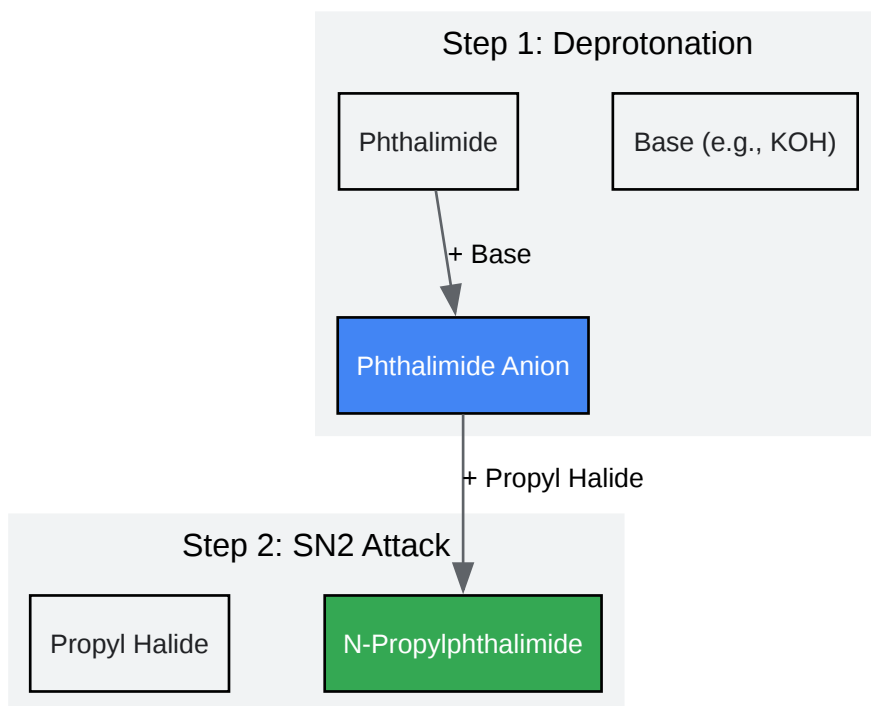 Step 1: Deprotonation
Phthalimide
Base (e.g., KOH)
+ Base
Phthalimide Anion
+ Propyl Halide
Step 2: SN2 Attack
Propyl Halide
N-Propylphthalimide